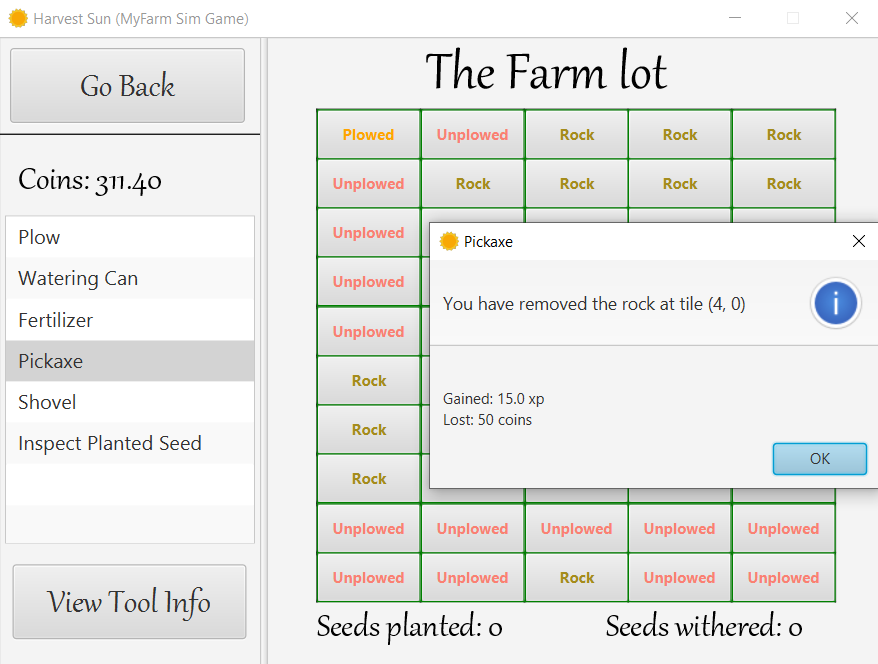 Harvest Sun (MyFarm Sim Game)
Go Back
Coins: 311.40
Plow
Watering Can
Fertilizer
Pickaxe
Shovel
Inspect Planted Seed
View Tool Info
The Farm lot
Plowed Unplowed Rock Rock Rock
Unplowed Rock Rock Rock Rock
Unplowed
Unplowed
Unplowed
Rock
Rock
Rock
Unplowed Unplowed Unplowed Unplowed Unplowed
Unplowed Unplowed Rock Unplowed Unplowed
Seeds planted: 0 Seeds withered: 0
Pickaxe
You have removed the rock at tile (4, 0)
Gained: 15.0 xp
Lost: 50 coins
OK